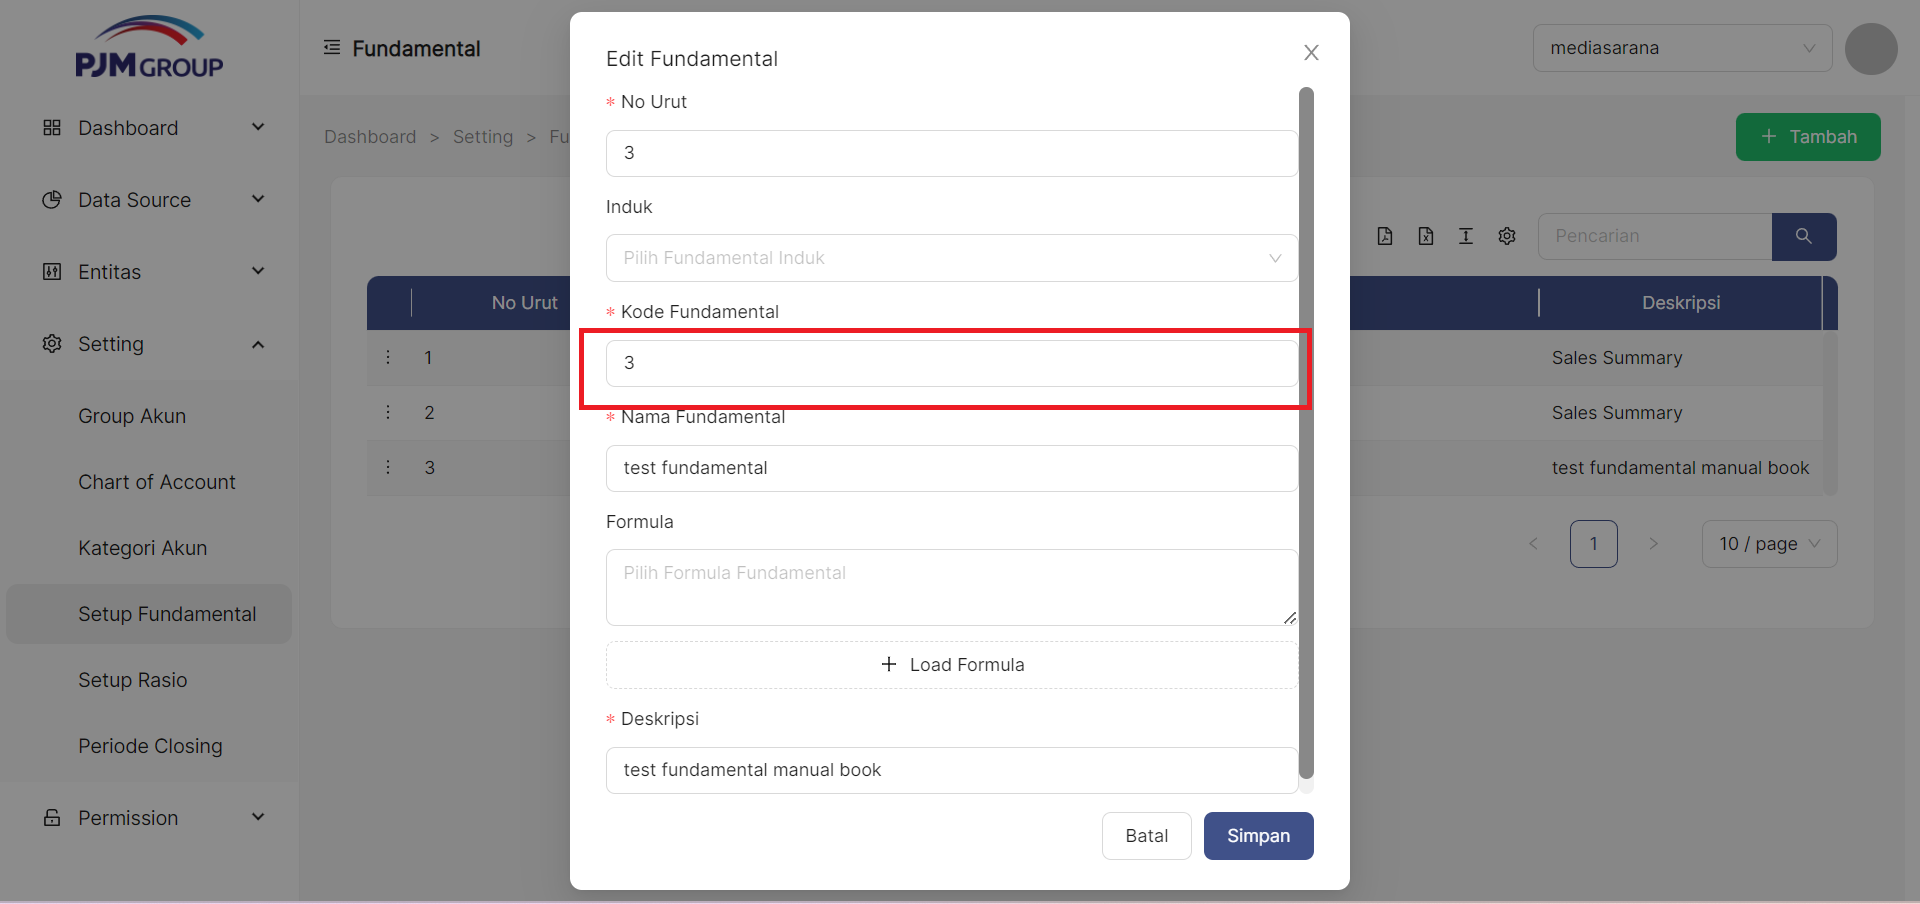 PJM GROUP
Dashboard
Data Source
Entitas
Setting
Group Akun
Chart of Account
Kategori Akun
Setup Fundamental
Setup Rasio
Periode Closing
Permission
Fundamental
mediasarana
Dashboard > Setting > Fu
+ Tambah
Pencarian
No Urut
Deskripsi
1
Sales Summary
2
Sales Summary
3
test fundamental manual book
< 1 > 10 / page
Edit Fundamental
* No Urut
3
Induk
Pilih Fundamental Induk
* Kode Fundamental
3
* Nama Fundamental
test fundamental
Formula
Pilih Formula Fundamental
+ Load Formula
* Deskripsi
test fundamental manual book
Batal
Simpan